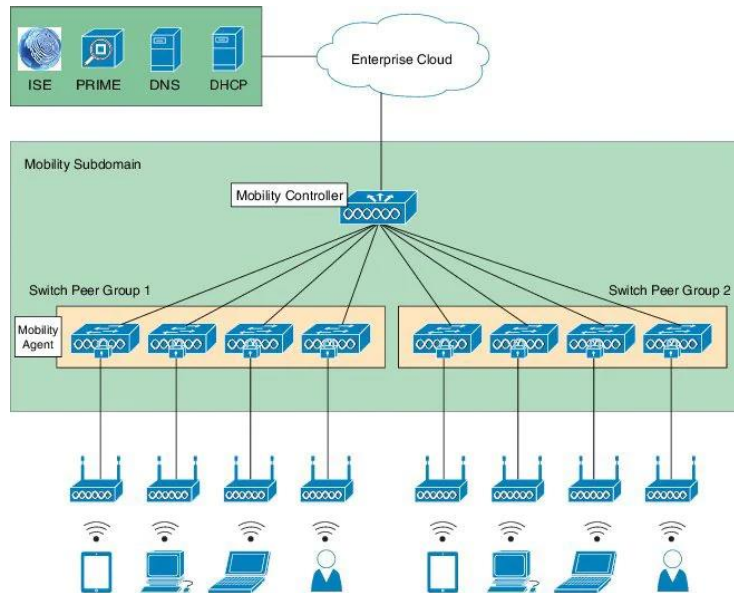 ISE PRIME DNS DHCP
Enterprise Cloud
Mobility Subdomain
Mobility Controller
Switch Peer Group 1
Switch Peer Group 2
Mobility
Agent